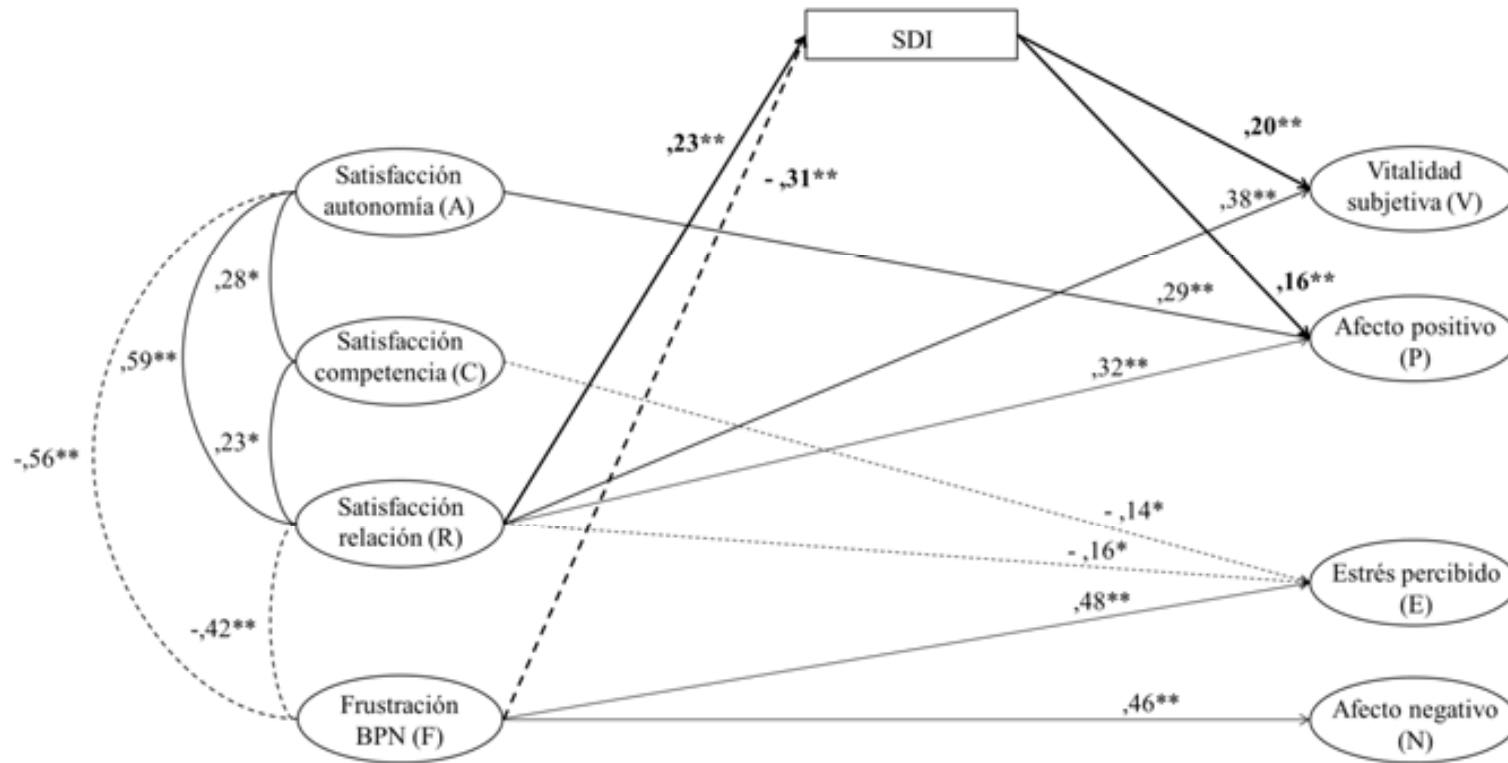 SDI
,23**
- ,31**
,20**
Satisfacción
autonomía (A)
Vitalidad
subjetiva (V)
,38**
,28*
,29**
,16**
,59**
Satisfacción
competencia (C)
Afecto positivo
(P)
,32**
-,56**
,23*
Satisfacción
relación (R)
- ,14*
- ,16*
Estrés percibido
(E)
,48**
-,42**
Frustración
BPN (F)
,46**
Afecto negativo
(N)